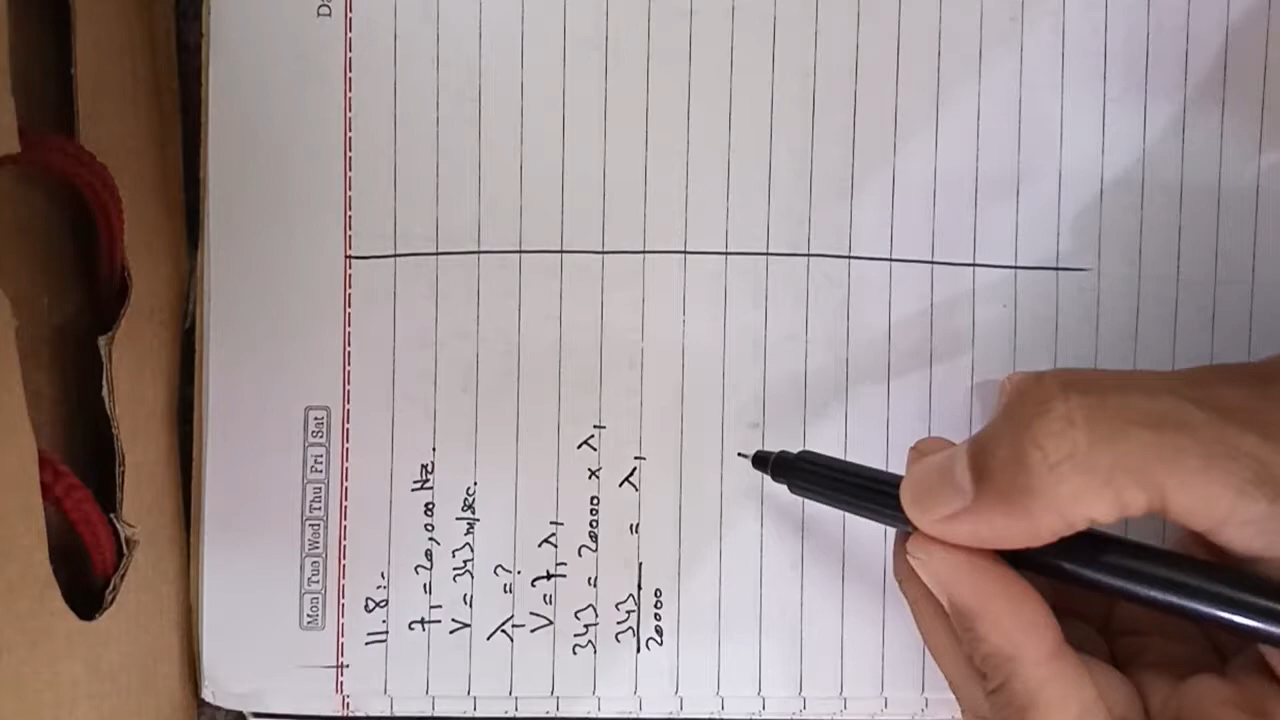 Mon Tue Wed Thu Fri Sat
11.8:-
f₁ = 20,000 Hz.
V = 343 m/sec.
λ₁ = ?
V = f₁ λ₁
343 = 20000 x λ₁
343 = λ₁
20000